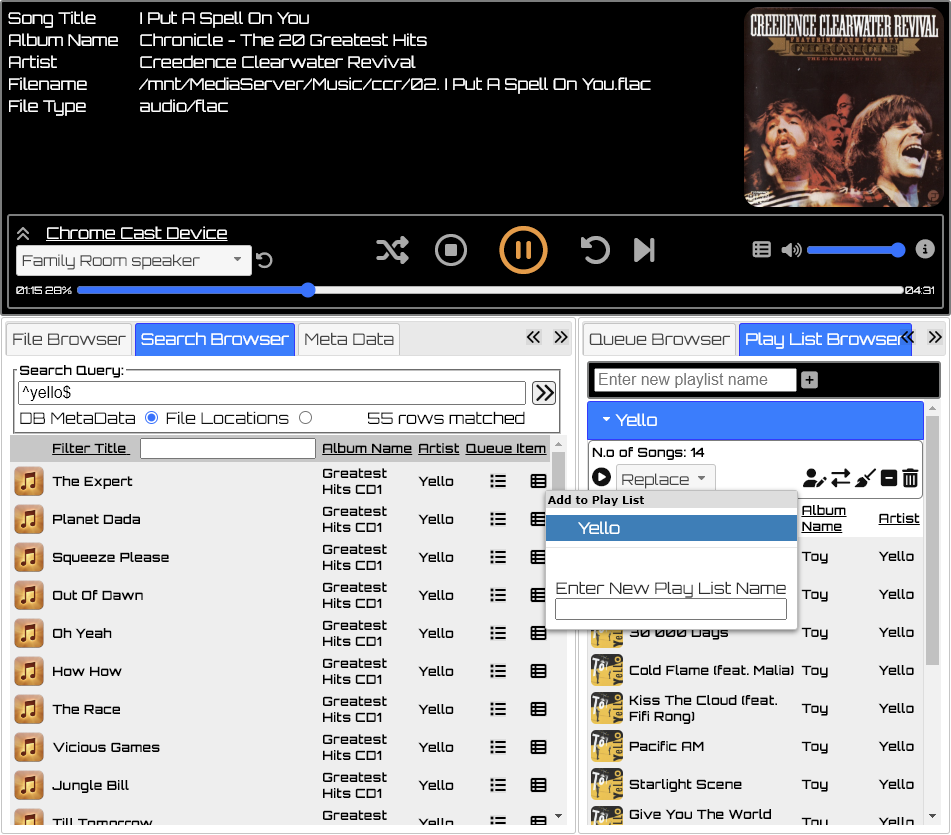 Song Title I Put A Spell On You
Album Name Chronicle - The 20 Greatest Hits
Artist Creedence Clearwater Revival
Filename /mnt/MediaServer/Music/ccr/02. I Put A Spell On You.flac
File Type audio/flac
CREEDENCE CLEARWATER REVIVAL
FEATURING JOHN FOGERTY
CHRONICLE
THE 20 GREATEST HITS
Chrome Cast Device
Family Room speaker
01:15 28% 04:31
File Browser Search Browser Meta Data
Search Query:
^yello$
DB MetaData File Locations 55 rows matched
Filter Title Album Name Artist Queue Item
The Expert Greatest Hits CD1 Yello
Planet Dada Greatest Hits CD1 Yello
Squeeze Please Greatest Hits CD1 Yello
Out Of Dawn Greatest Hits CD1 Yello
Oh Yeah Greatest Hits CD1 Yello
How How Greatest Hits CD1 Yello
The Race Greatest Hits CD1 Yello
Vicious Games Greatest Hits CD1 Yello
Jungle Bill Greatest Hits CD1 Yello
Till Tomorrow Greatest Yello
Queue Browser Play List Browser
Enter new playlist name
Yello
N.o of Songs: 14
Replace
Add to Play List
Yello
Enter New Play List Name
Album Name Artist
Toy Yello
Toy Yello
30 000 Days Toy Yello
Cold Flame (feat. Malia) Toy Yello
Kiss The Cloud (feat. Fifi Rong) Toy Yello
Pacific AM Toy Yello
Starlight Scene Toy Yello
Give You The World Toy Yello